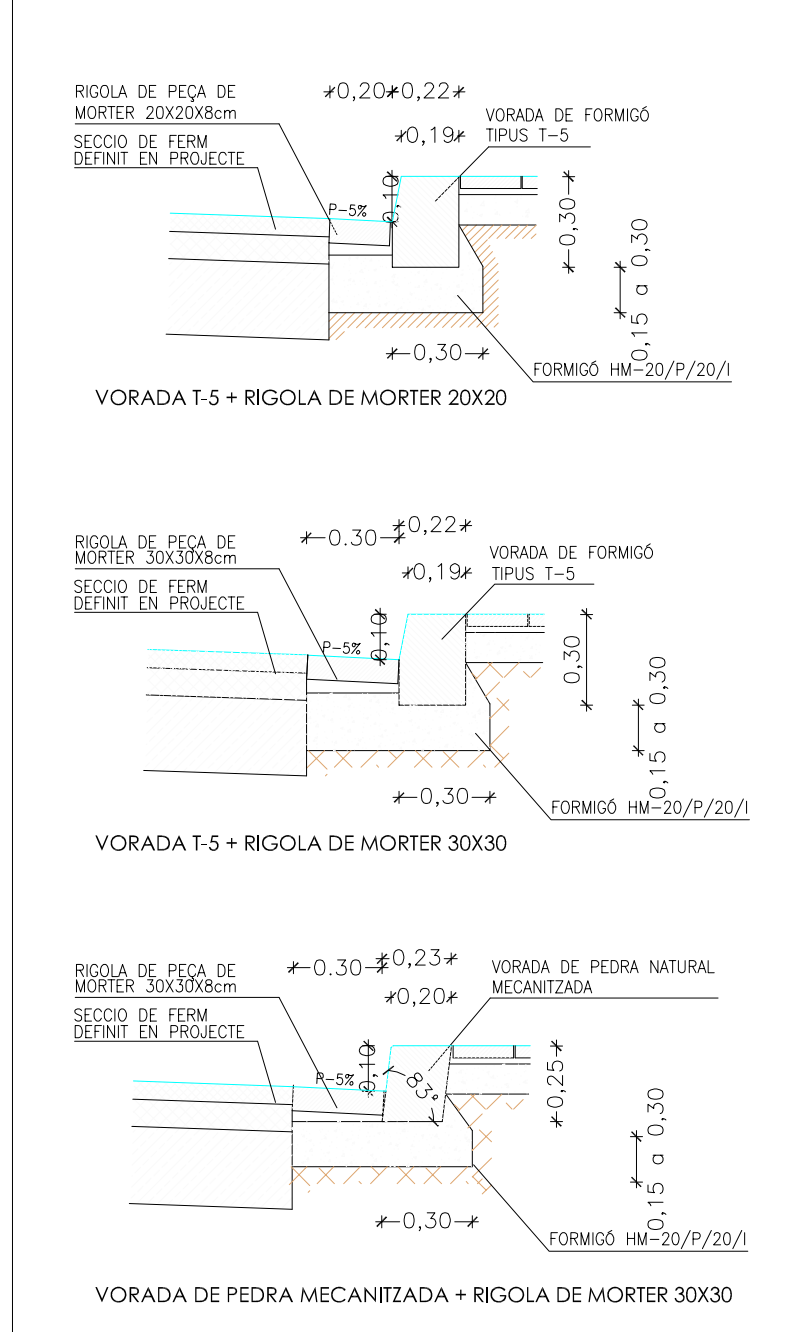 RIGOLA DE PEÇA DE
MORTER 20X20X8cm
SECCIO DE FERM
DEFINIT EN PROJECTE
0,20
0,22
0,19
VORADA DE FORMIGÓ
TIPUS T-5
P-5%
0,10
0,30
0,15 a 0,30
0,30
FORMIGÓ HM-20/P/20/I
VORADA T-5 + RIGOLA DE MORTER 20X20
RIGOLA DE PEÇA DE
MORTER 30X30X8cm
SECCIO DE FERM
DEFINIT EN PROJECTE
0.30
0,22
0,19
VORADA DE FORMIGÓ
TIPUS T-5
P-5%
0,10
0,30
0,15 a 0,30
0,30
FORMIGÓ HM-20/P/20/I
VORADA T-5 + RIGOLA DE MORTER 30X30
RIGOLA DE PEÇA DE
MORTER 30X30X8cm
SECCIO DE FERM
DEFINIT EN PROJECTE
0.30
0,23
0,20
VORADA DE PEDRA NATURAL
MECANITZADA
P-5%
0,10
83º
0,25
0,15 a 0,30
0,30
FORMIGÓ HM-20/P/20/I
VORADA DE PEDRA MECANITZADA + RIGOLA DE MORTER 30X30